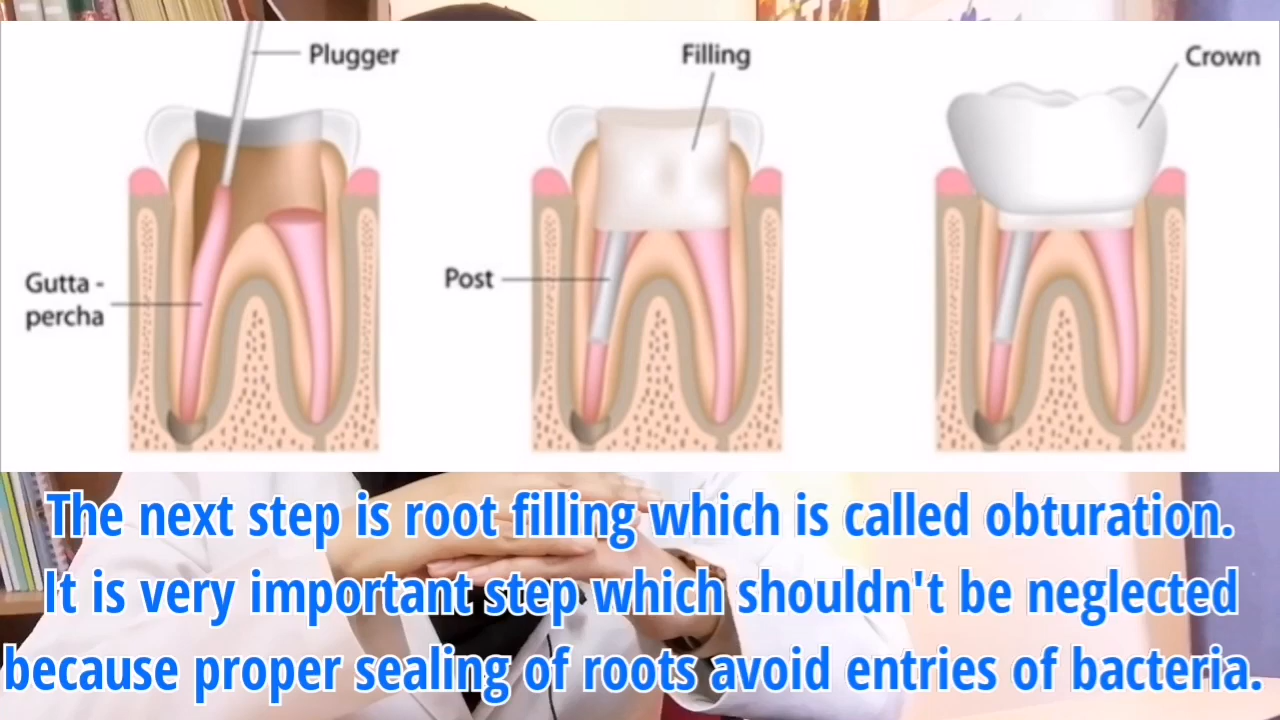 Plugger
Filling
Crown
Gutta -
percha
Post
The next step is root filling which is called obturation.
It is very important step which shouldn't be neglected
because proper sealing of roots avoid entries of bacteria.